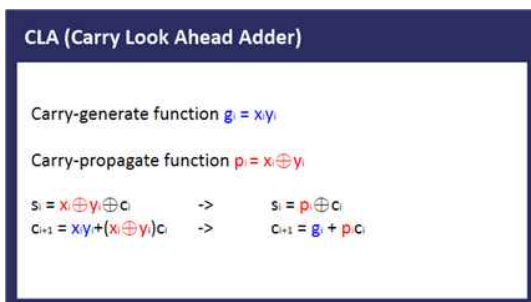 CLA (Carry Look Ahead Adder)
Carry-generate function gᵢ = xᵢyᵢ
Carry-propagate function pᵢ = xᵢ⊕yᵢ
sᵢ = xᵢ⊕yᵢ⊕cᵢ -> sᵢ = pᵢ⊕cᵢ
cᵢ₊₁ = xᵢyᵢ+(xᵢ⊕yᵢ)cᵢ -> cᵢ₊₁ = gᵢ + pᵢcᵢ